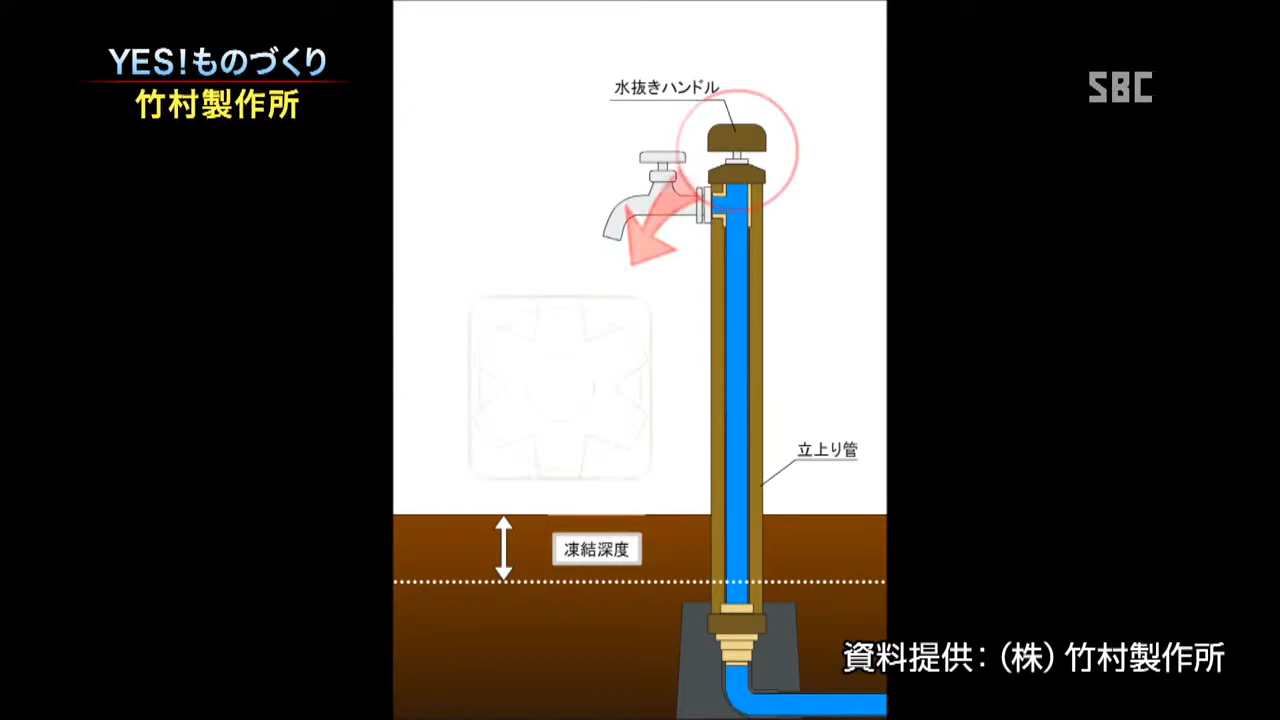 YES!ものづくり
竹村製作所
SBC
水抜きハンドル
立上り管
凍結深度
資料提供：（株）竹村製作所